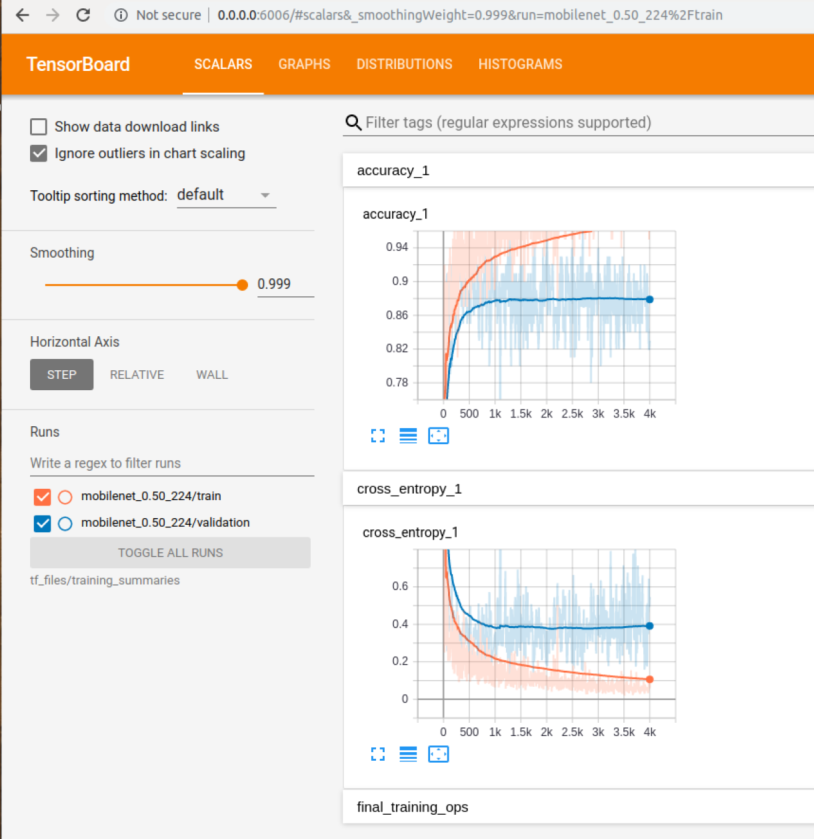 Not secure | 0.0.0.0:6006/#scalars&_smoothingWeight=0.999&run=mobilenet_0.50_224%2Ftrain
TensorBoard SCALARS GRAPHS DISTRIBUTIONS HISTOGRAMS
Show data download links
Ignore outliers in chart scaling
Tooltip sorting method: default
Smoothing
0.999
Horizontal Axis
STEP RELATIVE WALL
Runs
Write a regex to filter runs
mobilenet_0.50_224/train
mobilenet_0.50_224/validation
TOGGLE ALL RUNS
tf_files/training_summaries
Filter tags (regular expressions supported)
accuracy_1
accuracy_1
0.94
0.9
0.86
0.82
0.78
0 500 1k 1.5k 2k 2.5k 3k 3.5k 4k
cross_entropy_1
cross_entropy_1
0.6
0.4
0.2
0
0 500 1k 1.5k 2k 2.5k 3k 3.5k 4k
final_training_ops